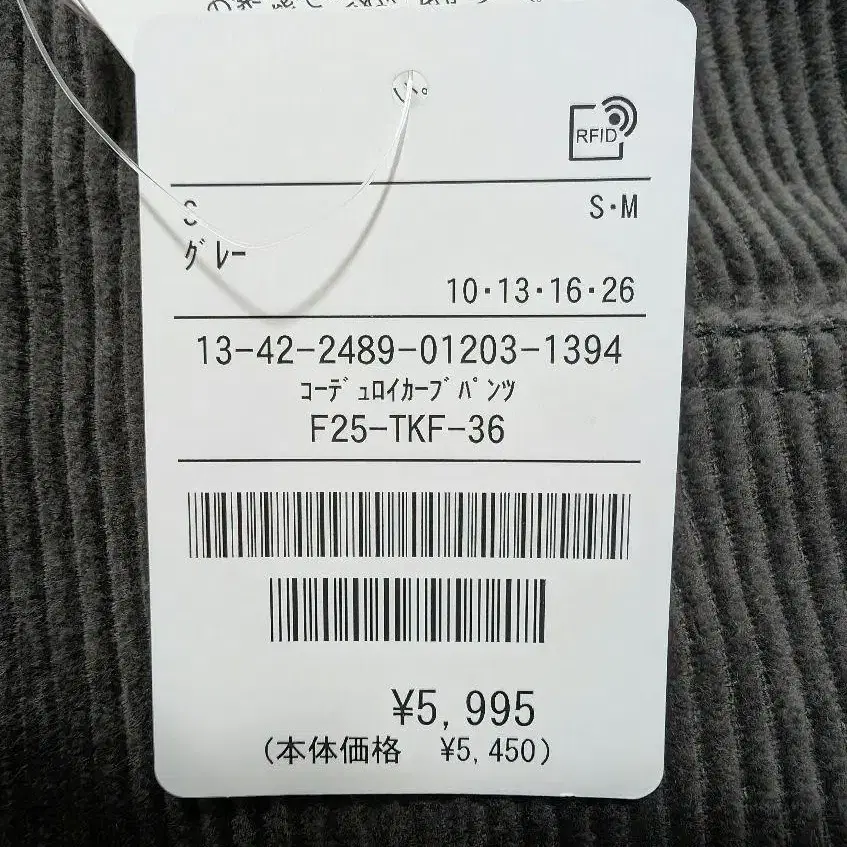 い。
RFID
S
S・M
グレー
10・13・16・26
13-42-2489-01203-1394
コーデュロイカーブパンツ
F25-TKF-36
¥5,995
(本体価格 ¥5,450)